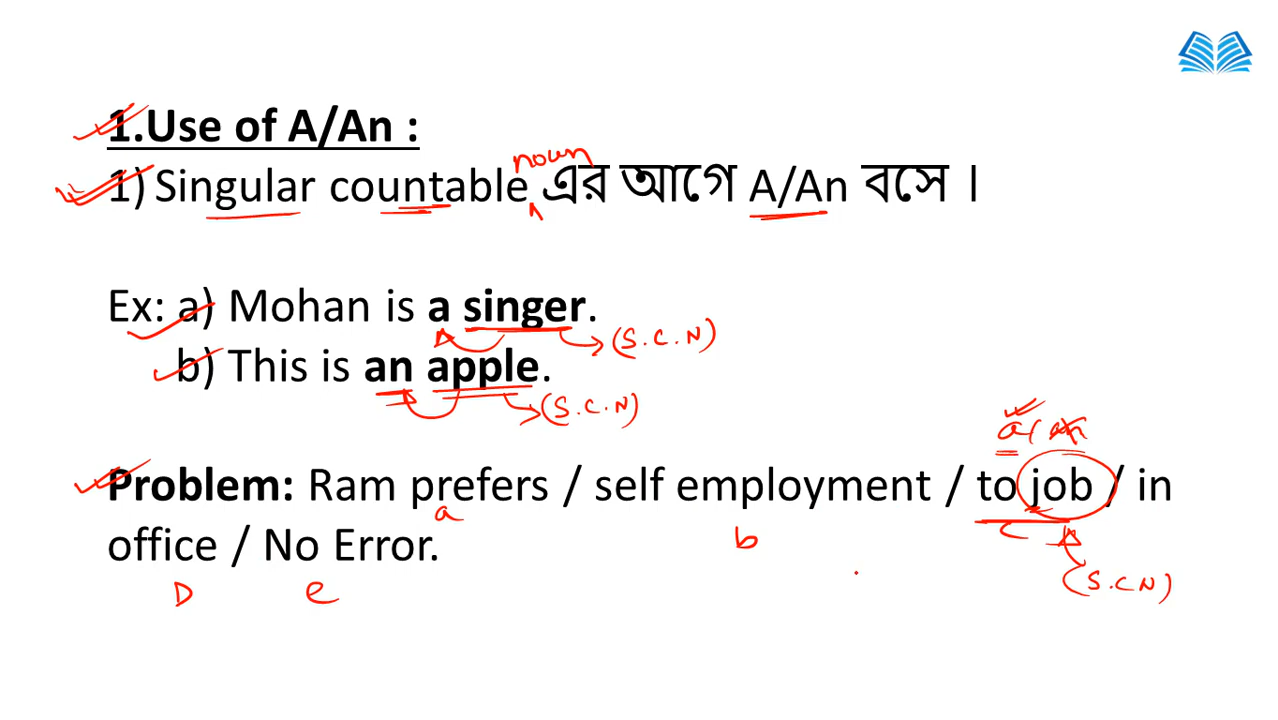 1.Use of A/An :
noun
1) Singular countable ^ এর আগে A/An বসে ।
Ex: a) Mohan is a singer.
(S.C.N)
b) This is an apple.
(S.C.N)
a/an
Problem: Ram prefers / self employment / to job / in
a b c
office / No Error.
D e (S.C.N)